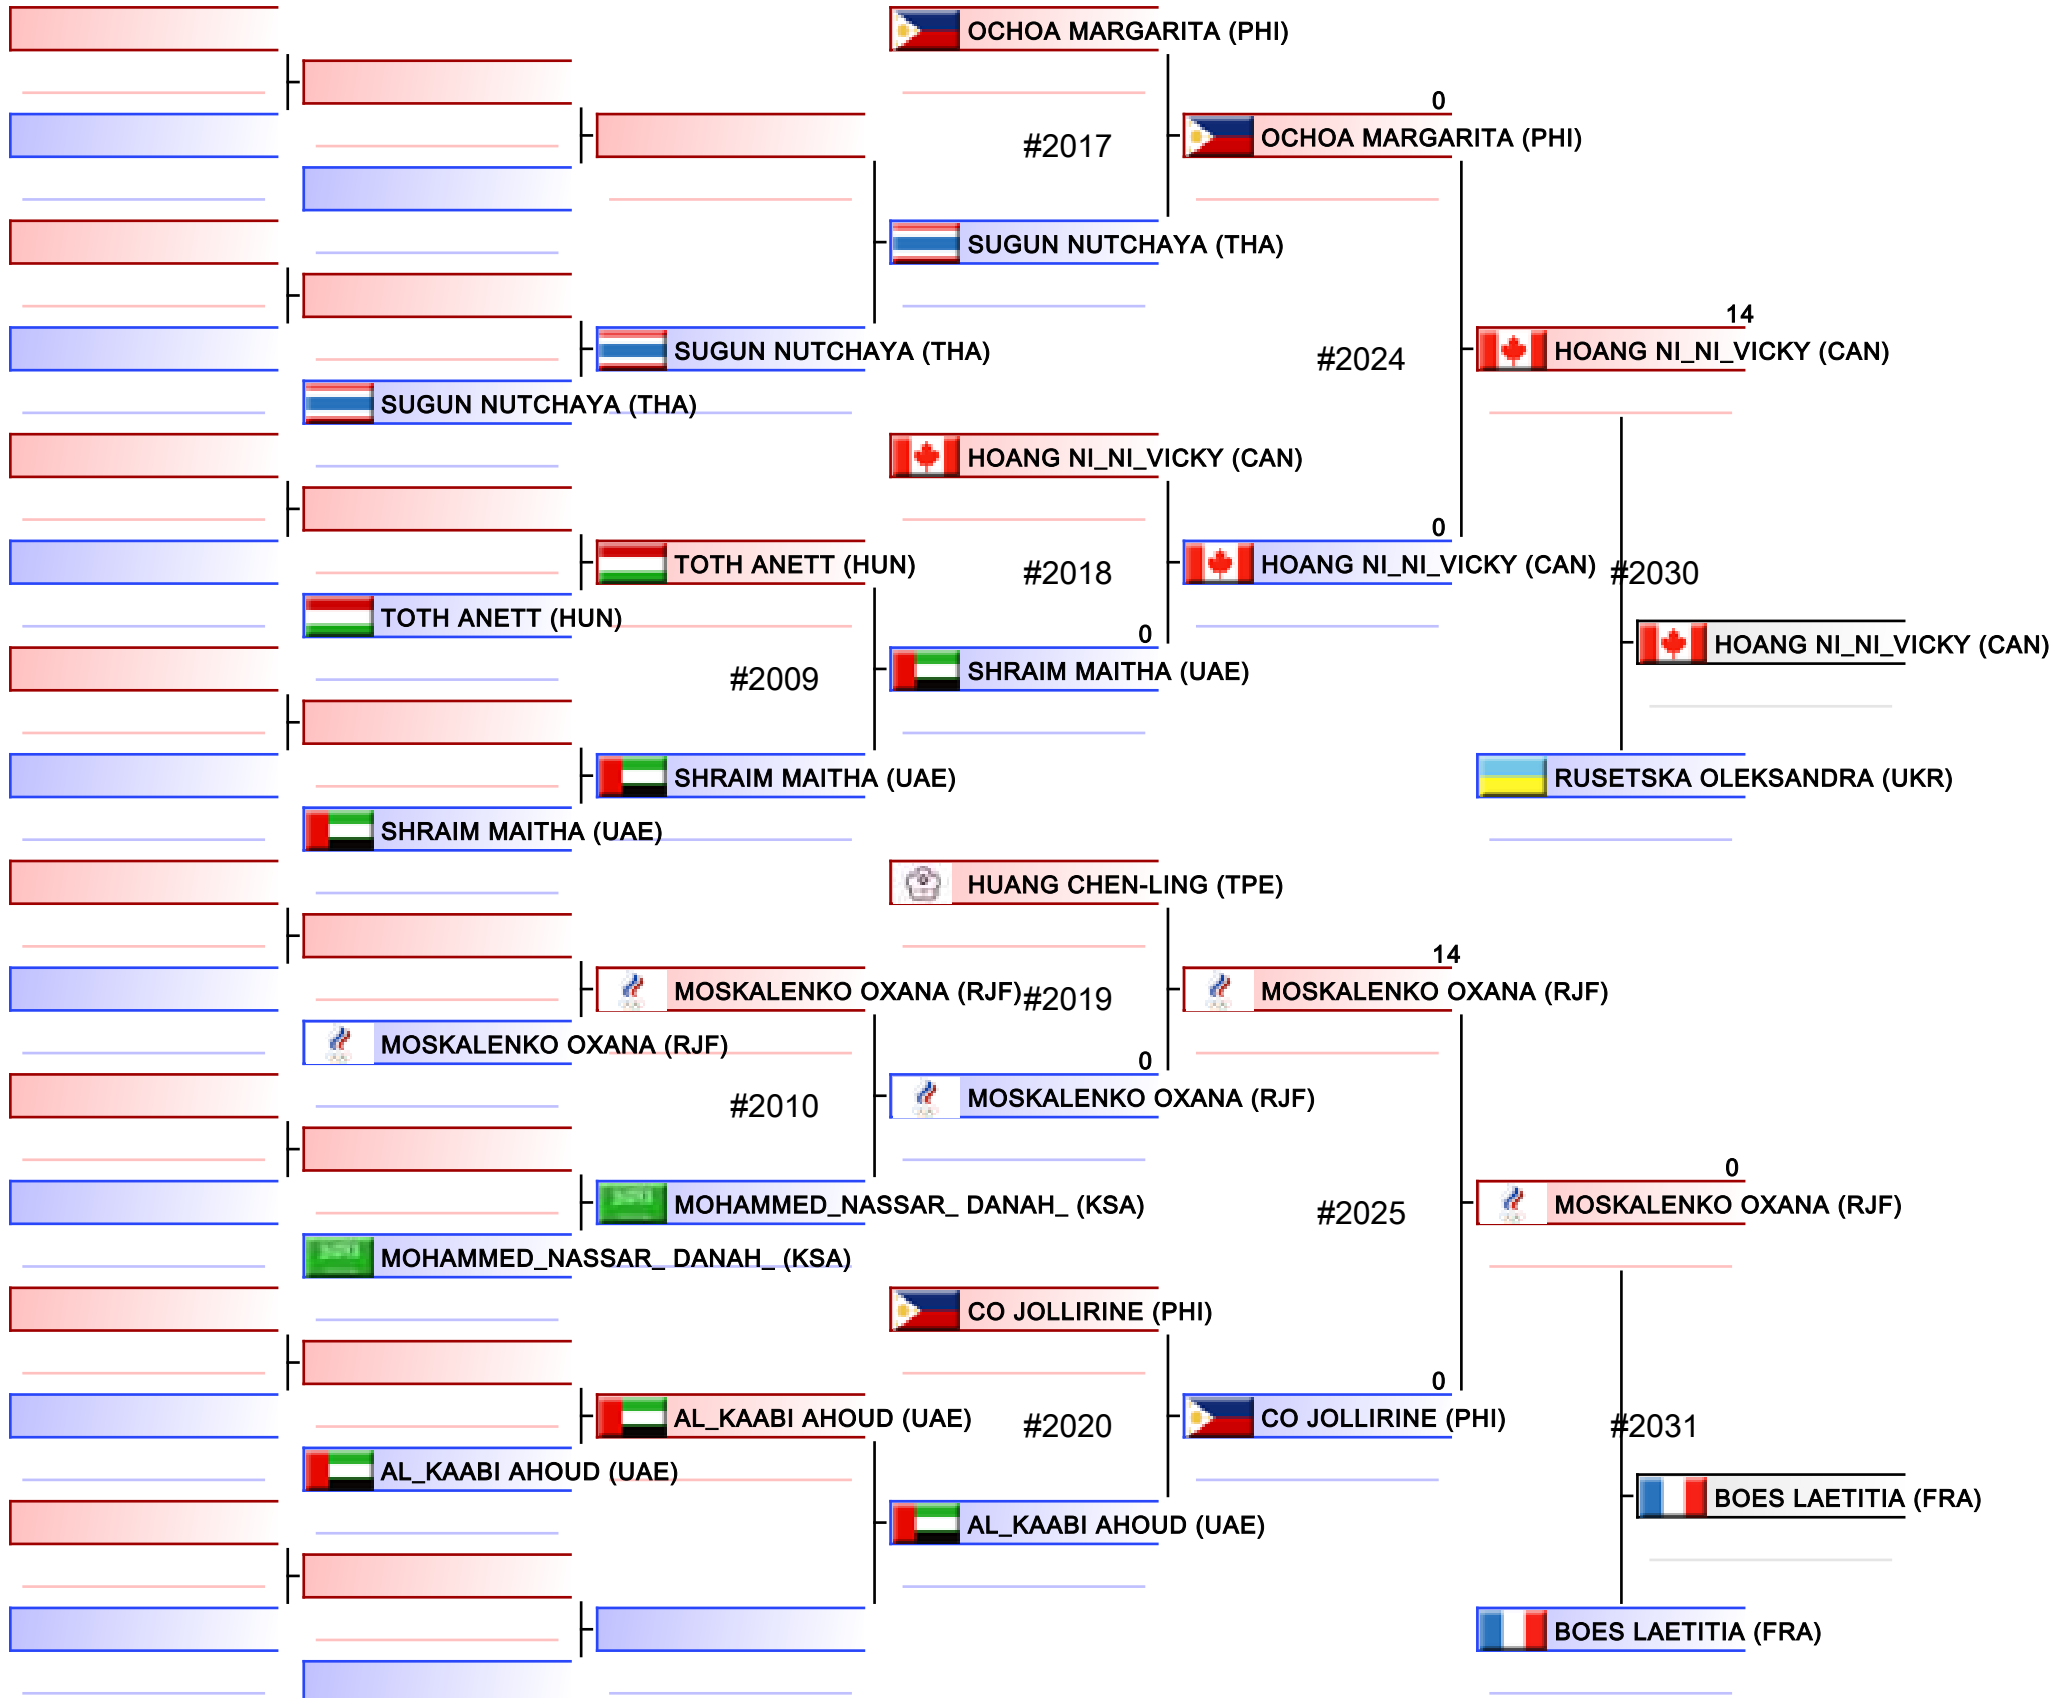 OCHOA MARGARITA (PHI)
0
#2017
OCHOA MARGARITA (PHI)
SUGUN NUTCHAYA (THA)
14
SUGUN NUTCHAYA (THA)
#2024
HOANG NI_NI_VICKY (CAN)
SUGUN NUTCHAYA (THA)
HOANG NI_NI_VICKY (CAN)
0
TOTH ANETT (HUN)
#2018
HOANG NI_NI_VICKY (CAN)
#2030
TOTH ANETT (HUN)
0
HOANG NI_NI_VICKY (CAN)
#2009
SHRAIM MAITHA (UAE)
SHRAIM MAITHA (UAE)
RUSETSKA OLEKSANDRA (UKR)
SHRAIM MAITHA (UAE)
HUANG CHEN-LING (TPE)
14
MOSKALENKO OXANA (RJF)
#2019
MOSKALENKO OXANA (RJF)
MOSKALENKO OXANA (RJF)
0
#2010
MOSKALENKO OXANA (RJF)
0
MOHAMMED_NASSAR_ DANAH_ (KSA)
#2025
MOSKALENKO OXANA (RJF)
MOHAMMED_NASSAR_ DANAH_ (KSA)
CO JOLLIRINE (PHI)
0
AL_KAABI AHOUD (UAE)
#2020
CO JOLLIRINE (PHI)
#2031
AL_KAABI AHOUD (UAE)
BOES LAETITIA (FRA)
AL_KAABI AHOUD (UAE)
BOES LAETITIA (FRA)